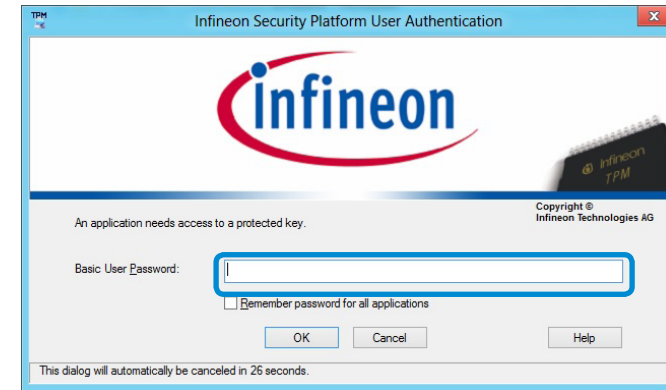 TPM
Infineon Security Platform User Authentication
infineon
Infineon
TPM
Copyright ©
Infineon Technologies AG
An application needs access to a protected key.
Basic User Password:
Remember password for all applications
OK Cancel Help
This dialog will automatically be canceled in 26 seconds.